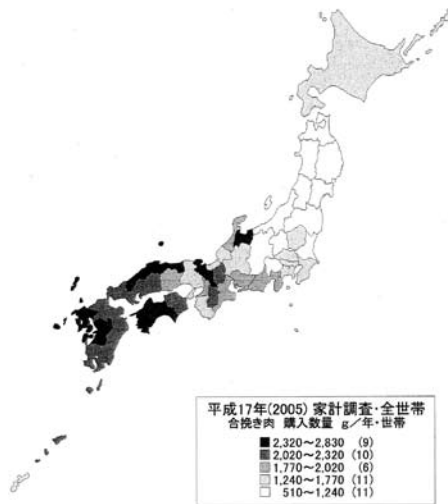 平成17年(2005) 家計調査・全世帯
合挽き肉 購入数量 g/年・世帯
2,320~2,830 (9)
2,020~2,320 (10)
1,770~2,020 (6)
1,240~1,770 (11)
510~1,240 (11)